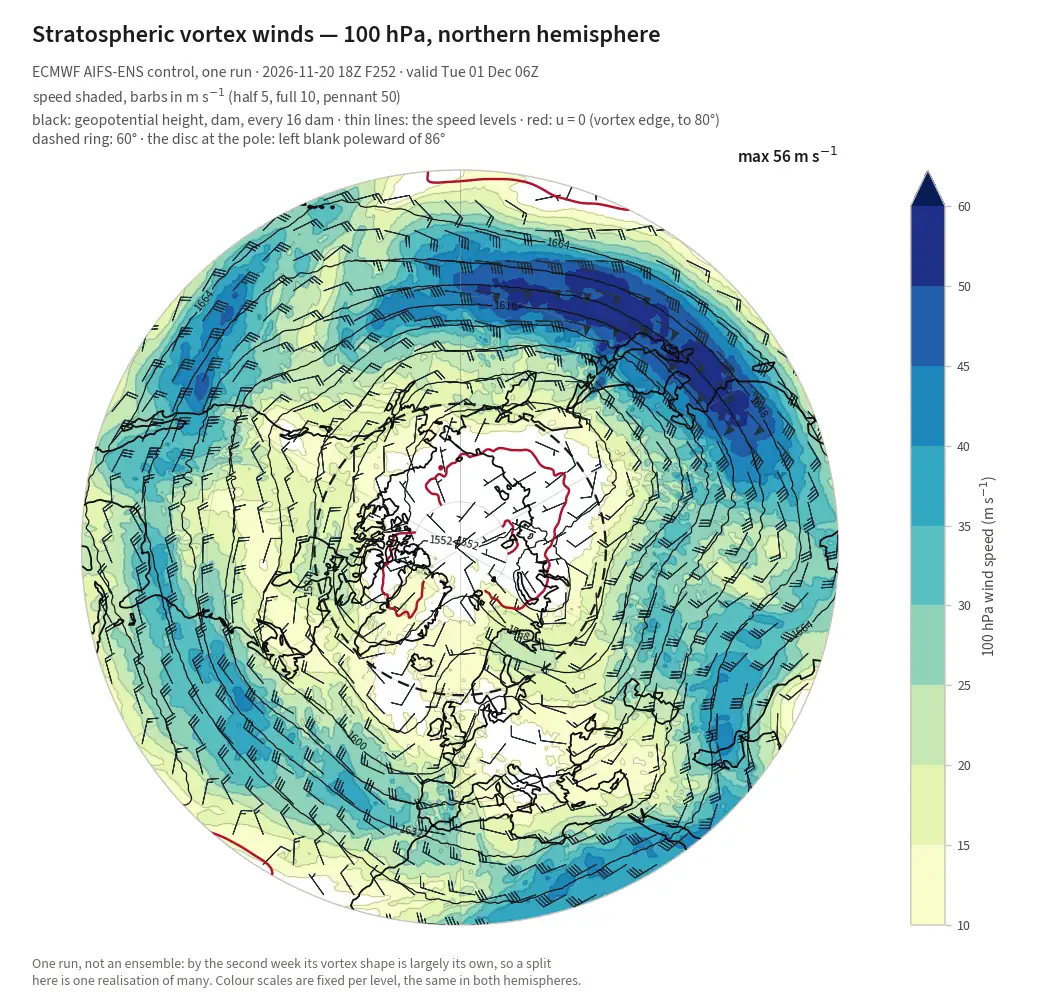 Stratospheric vortex winds — 100 hPa, northern hemisphere
ECMWF AIFS-ENS control, one run · 2026-11-20 18Z F252 · valid Tue 01 Dec 06Z
speed shaded, barbs in m s⁻¹ (half 5, full 10, pennant 50)
black: geopotential height, dam, every 16 dam · thin lines: the speed levels · red: u = 0 (vortex edge, to 80°)
dashed ring: 60° · the disc at the pole: left blank poleward of 86°
max 56 m s⁻¹
60
50
45
40
35
30
25
20
15
10
100 hPa wind speed (m s⁻¹)
1664
1664
1616
1648
1552
1552
1664
1600
One run, not an ensemble: by the second week its vortex shape is largely its own, so a split
here is one realisation of many. Colour scales are fixed per level, the same in both hemispheres.